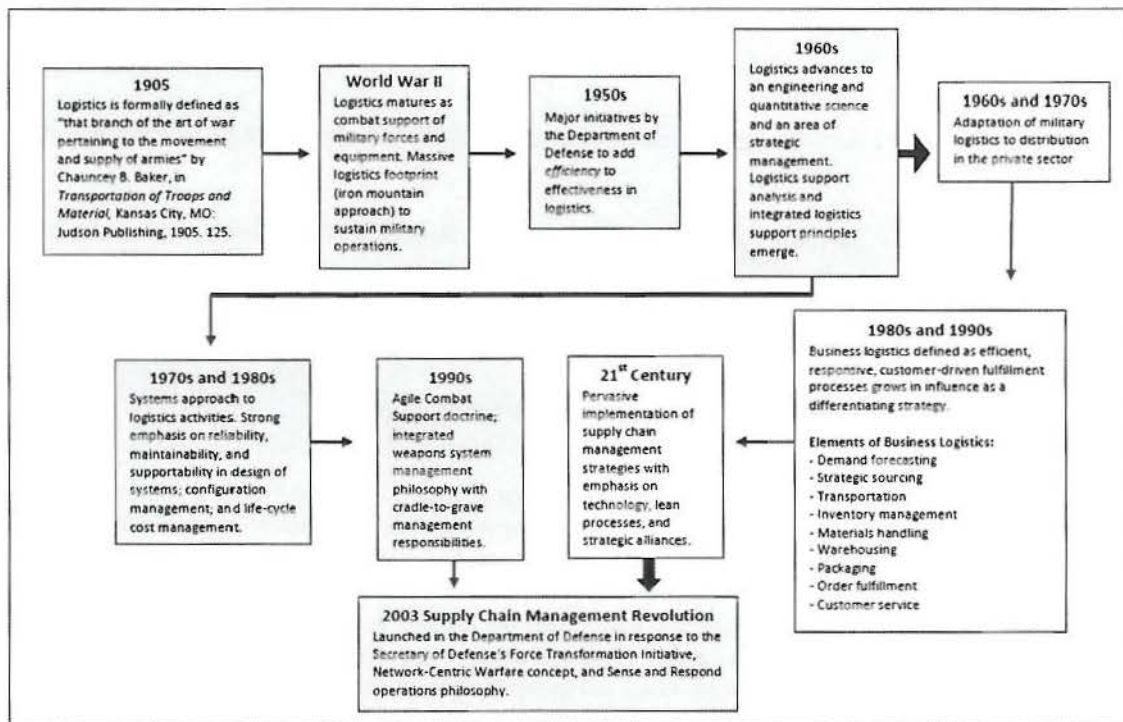 1905
Logistics is formally defined as
"that branch of the art of war
pertaining to the movement
and supply of armies" by
Chauncey B. Baker, in
Transportation of Troops and
Material, Kansas City, MO:
Judson Publishing, 1905. 125.
World War II
Logistics matures as
combat support of
military forces and
equipment. Massive
logistics footprint
(iron mountain
approach) to
sustain military
operations.
1950s
Major initiatives by
the Department of
Defense to add
efficiency to
effectiveness in
logistics.
1960s
Logistics advances to
an engineering and
quantitative science
and an area of
strategic
management.
Logistics support
analysis and
integrated logistics
support principles
emerge.
1960s and 1970s
Adaptation of military
logistics to distribution
in the private sector
1970s and 1980s
Systems approach to
logistics activities. Strong
emphasis on reliability,
maintainability, and
supportability in design of
systems; configuration
management; and life-cycle
cost management.
1990s
Agile Combat
Support doctrine;
integrated
weapons system
management
philosophy with
cradle-to-grave
management
responsibilities.
21st Century
Pervasive
implementation of
supply chain
management
strategies with
emphasis on
technology, lean
processes, and
strategic alliances.
1980s and 1990s
Business logistics defined as efficient,
responsive, customer-driven fulfillment
processes grows in influence as a
differentiating strategy.
Elements of Business Logistics:
- Demand forecasting
- Strategic sourcing
- Transportation
- Inventory management
- Materials handling
- Warehousing
- Packaging
- Order fulfillment
- Customer service
2003 Supply Chain Management Revolution
Launched in the Department of Defense in response to the
Secretary of Defense's Force Transformation Initiative,
Network-Centric Warfare concept, and Sense and Respond
operations philosophy.